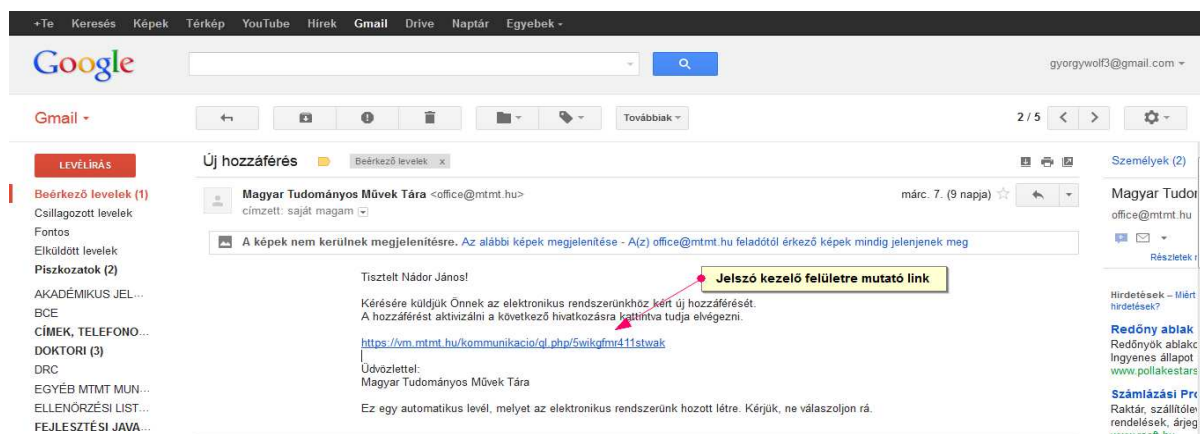 +Te Keresés Képek Térkép YouTube Hírek Gmail Drive Naptár Egyebek
Google
gyorgywolf3@gmail.com
Gmail
Továbbiak
2 / 5
LEVÉLÍRÁS
Beérkező levelek (1)
Csillagozott levelek
Fontos
Elküldött levelek
Piszkozatok (2)
AKADÉMIKUS JEL...
BCE
CÍMEK, TELEFONO...
DOKTORI (3)
DRC
EGYÉB MTMT MUN...
ELLENŐRZÉSI LIST...
FEJLESZTÉSI JAVA...
Új hozzáférés Beérkező levelek x
Magyar Tudományos Művek Tára <office@mtmt.hu> márc. 7. (9 napja)
címzett: saját magam
A képek nem kerülnek megjelenítésre. Az alábbi képek megjelenítése - A(z) office@mtmt.hu feladótól érkező képek mindig jelenjenek meg
Tisztelt Nádor János!
Jelszó kezelő felületre mutató link
Kérésére küldjük Önnek az elektronikus rendszerünkhöz kért új hozzáférését.
A hozzáférést aktivizálni a következő hivatkozásra kattintva tudja elvégezni.
https://vm.mtmt.hu/kommunikacio/ql.php/5wikgfmr411stwak
Üdvözlettel:
Magyar Tudományos Művek Tára
Ez egy automatikus levél, melyet az elektronikus rendszerünk hozott létre. Kérjük, ne válaszoljon rá.
Személyek (2)
Magyar Tudor
office@mtmt.hu
Részletek
Hirdetések – Miért
hirdetések?
Redőny ablak
Redőnyök ablakc
Ingyenes állapot
www.pollakestars
Számlázási Pro
Raktár, szállítólev
rendelések, árjeg